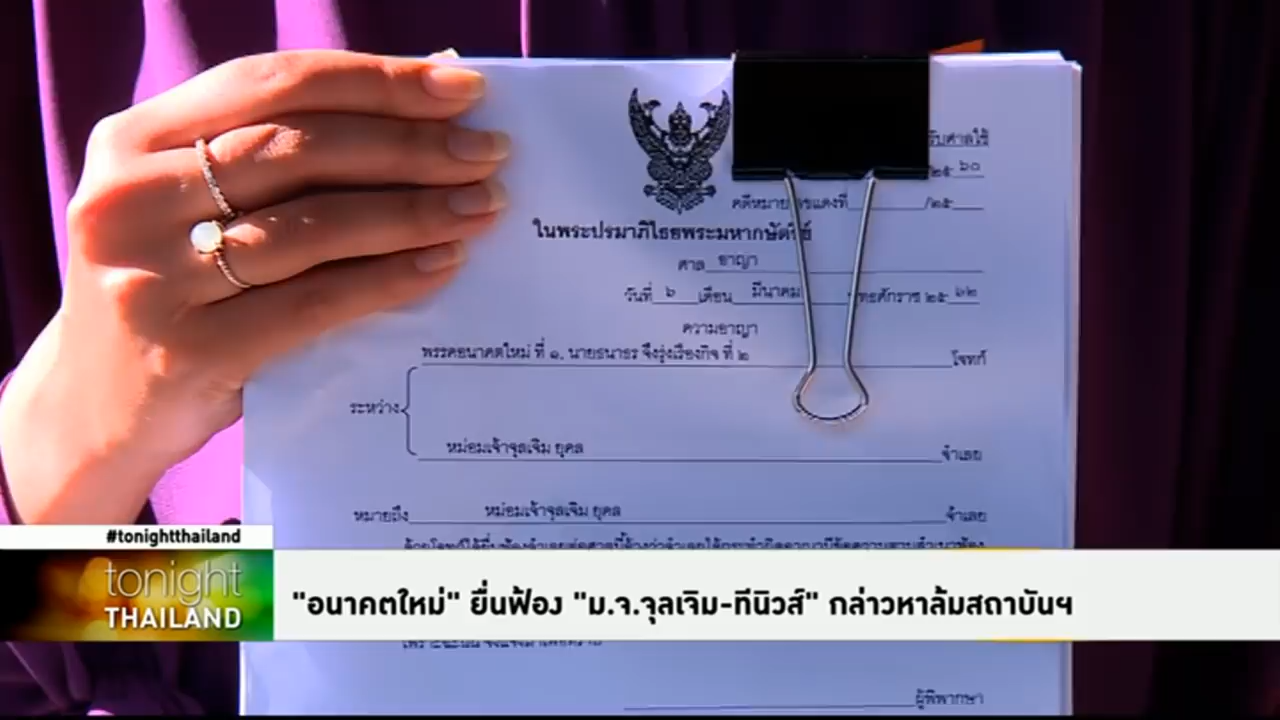 รับศาลใช้
/๒๕๖๐
คดีหมาย แดงที่ /๒๕
ในพระปรมาภิไธยพระมหากษัตริย์
ศาล อาญา
วันที่ ๖ เดือน มีนาคม พุทธศักราช ๒๕๖๒
ความอาญา
พรรคอนาคตใหม่ ที่ ๑, นายธนาธร จึงรุ่งเรืองกิจ ที่ ๒ โจทก์
ระหว่าง
หม่อมเจ้าจุลเจิม ยุคล จำเลย
หมายถึง หม่อมเจ้าจุลเจิม ยุคล จำเลย
#tonightthailand
tonight
THAILAND
"อนาคตใหม่" ยื่นฟ้อง "ม.จ.จุลเจิม-ทีนิวส์" กล่าวหาล้มสถาบันฯ
ผู้พิพากษา